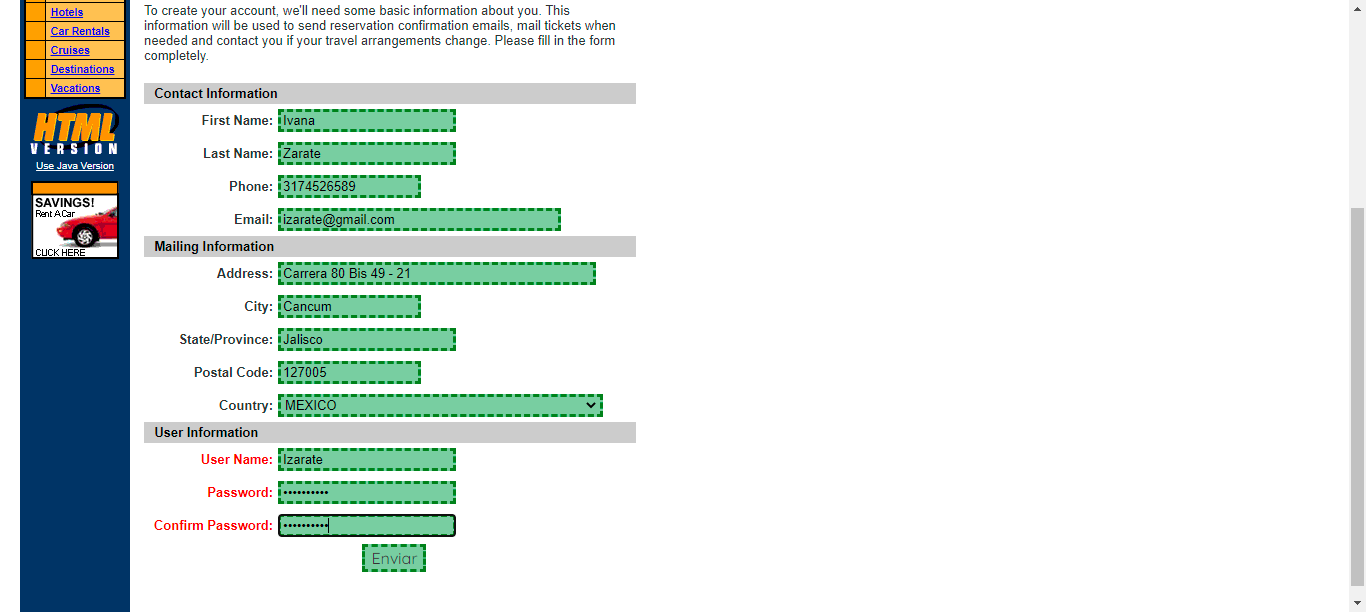 Hotels
Car Rentals
Cruises
Destinations
Vacations
HTML
VERSION
Use Java Version
SAVINGS!
Rent A Car
CLICK HERE
To create your account, we'll need some basic information about you. This
information will be used to send reservation confirmation emails, mail tickets when
needed and contact you if your travel arrangements change. Please fill in the form
completely.
Contact Information
First Name: Ivana
Last Name: Zarate
Phone: 3174526589
Email: izarate@gmail.com
Mailing Information
Address: Carrera 80 Bis 49 - 21
City: Cancum
State/Province: Jalisco
Postal Code: 127005
Country: MEXICO
User Information
User Name: Izarate
Password: ••••••••••
Confirm Password: ••••••••••
Enviar